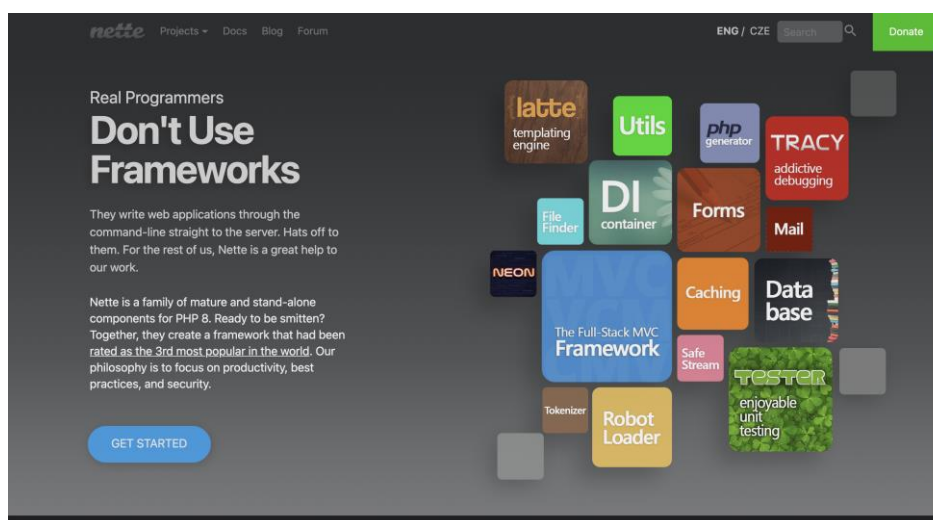 nette Projects Docs Blog Forum ENG / CZE Search Donate
Real Programmers
Don't Use
Frameworks
They write web applications through the
command-line straight to the server. Hats off to
them. For the rest of us, Nette is a great help to
our work.
Nette is a family of mature and stand-alone
components for PHP 8. Ready to be smitten?
Together, they create a framework that had been
rated as the 3rd most popular in the world. Our
philosophy is to focus on productivity, best
practices, and security.
GET STARTED
{latte
templating
engine
Utils
php
generator
TRACY
addictive
debugging
File
Finder
DI
container
Forms
Mail
NEON
MVC
The Full-Stack MVC
Framework
Caching
Data
base
Safe
Stream
TESTER
enjoyable
unit
testing
Tokenizer
Robot
Loader